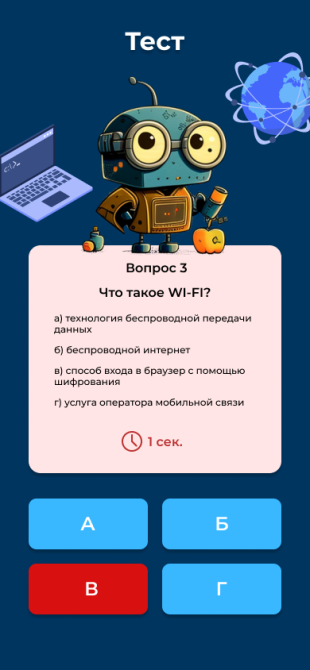 Тест
Вопрос 3
Что такое WI-FI?
а) технология беспроводной передачи
данных
б) беспроводной интернет
в) способ входа в браузер с помощью
шифрования
г) услуга оператора мобильной связи
1 сек.
А
Б
В
Г